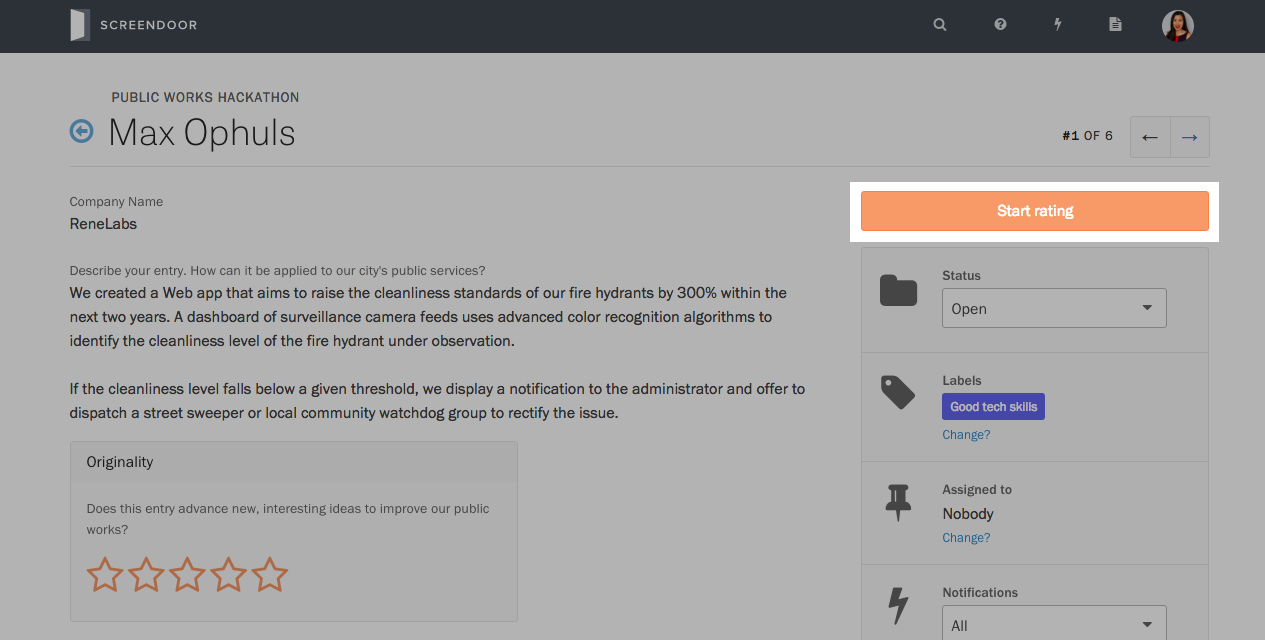 SCREENDOOR
PUBLIC WORKS HACKATHON
Max Ophuls
#1 OF 6
Company Name
ReneLabs
Describe your entry. How can it be applied to our city's public services?
We created a Web app that aims to raise the cleanliness standards of our fire hydrants by 300% within the
next two years. A dashboard of surveillance camera feeds uses advanced color recognition algorithms to
identify the cleanliness level of the fire hydrant under observation.
If the cleanliness level falls below a given threshold, we display a notification to the administrator and offer to
dispatch a street sweeper or local community watchdog group to rectify the issue.
Originality
Does this entry advance new, interesting ideas to improve our public
works?
Start rating
Status
Open
Labels
Good tech skills
Change?
Assigned to
Nobody
Change?
Notifications
All